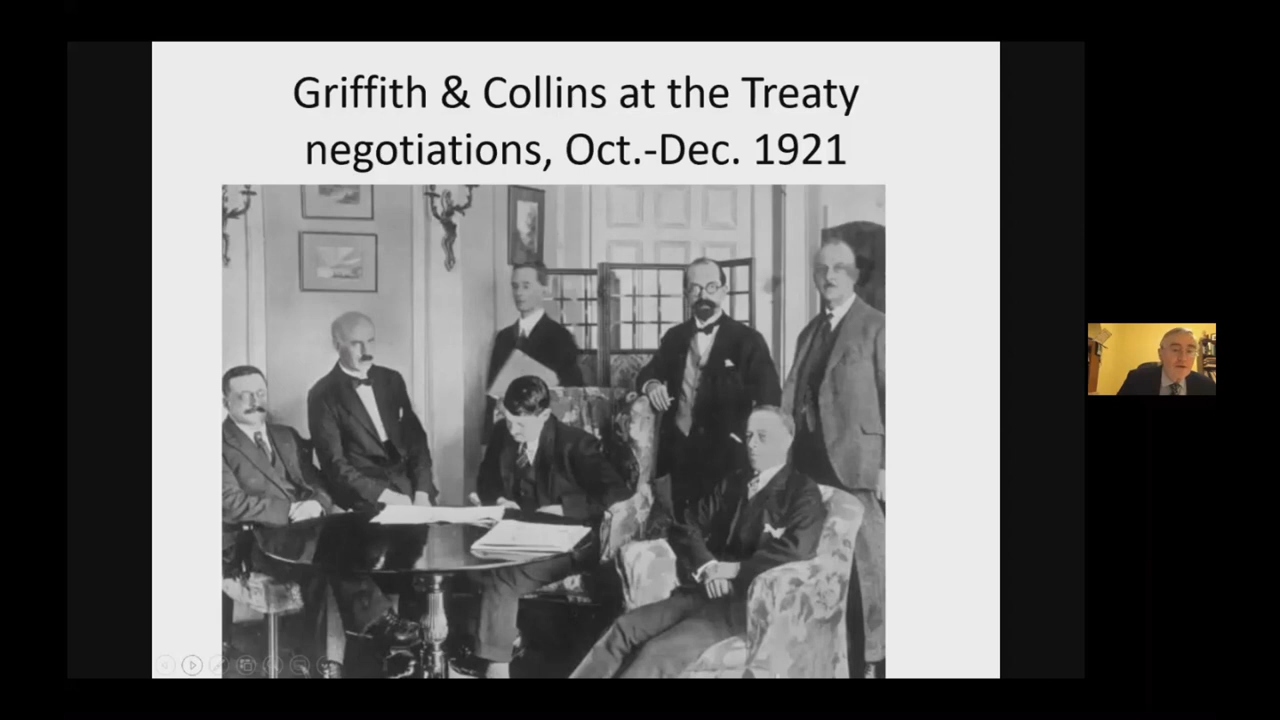 Griffith & Collins at the Treaty
negotiations, Oct.-Dec. 1921